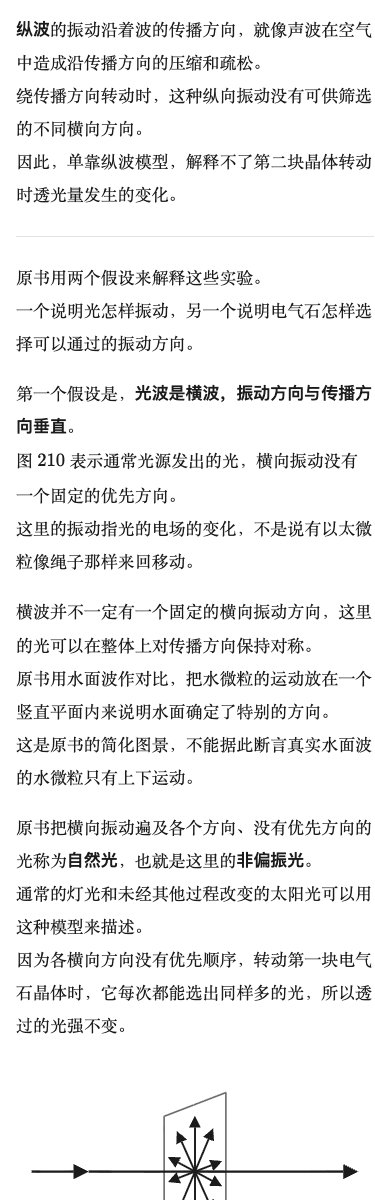 纵波的振动沿着波的传播方向，就像声波在空气
中造成沿传播方向的压缩和疏松。
绕传播方向转动时，这种纵向振动没有可供筛选
的不同横向方向。
因此，单靠纵波模型，解释不了第二块晶体转动
时透光量发生的变化。
原书用两个假设来解释这些实验。
一个说明光怎样振动，另一个说明电气石怎样选
择可以通过的振动方向。
第一个假设是，光波是横波，振动方向与传播方
向垂直。
图 210 表示通常光源发出的光，横向振动没有
一个固定的优先方向。
这里的振动指光的电场的变化，不是说有以太微
粒像绳子那样来回移动。
横波并不一定有一个固定的横向振动方向，这里
的光可以在整体上对传播方向保持对称。
原书用水面波作对比，把水微粒的运动放在一个
竖直平面内来说明水面确定了特别的方向。
这是原书的简化图景，不能据此断言真实水面波
的水微粒只有上下运动。
原书把横向振动遍及各个方向、没有优先方向的
光称为自然光，也就是这里的非偏振光。
通常的灯光和未经其他过程改变的太阳光可以用
这种模型来描述。
因为各横向方向没有优先顺序，转动第一块电气
石晶体时，它每次都能选出同样多的光，所以透
过的光强不变。